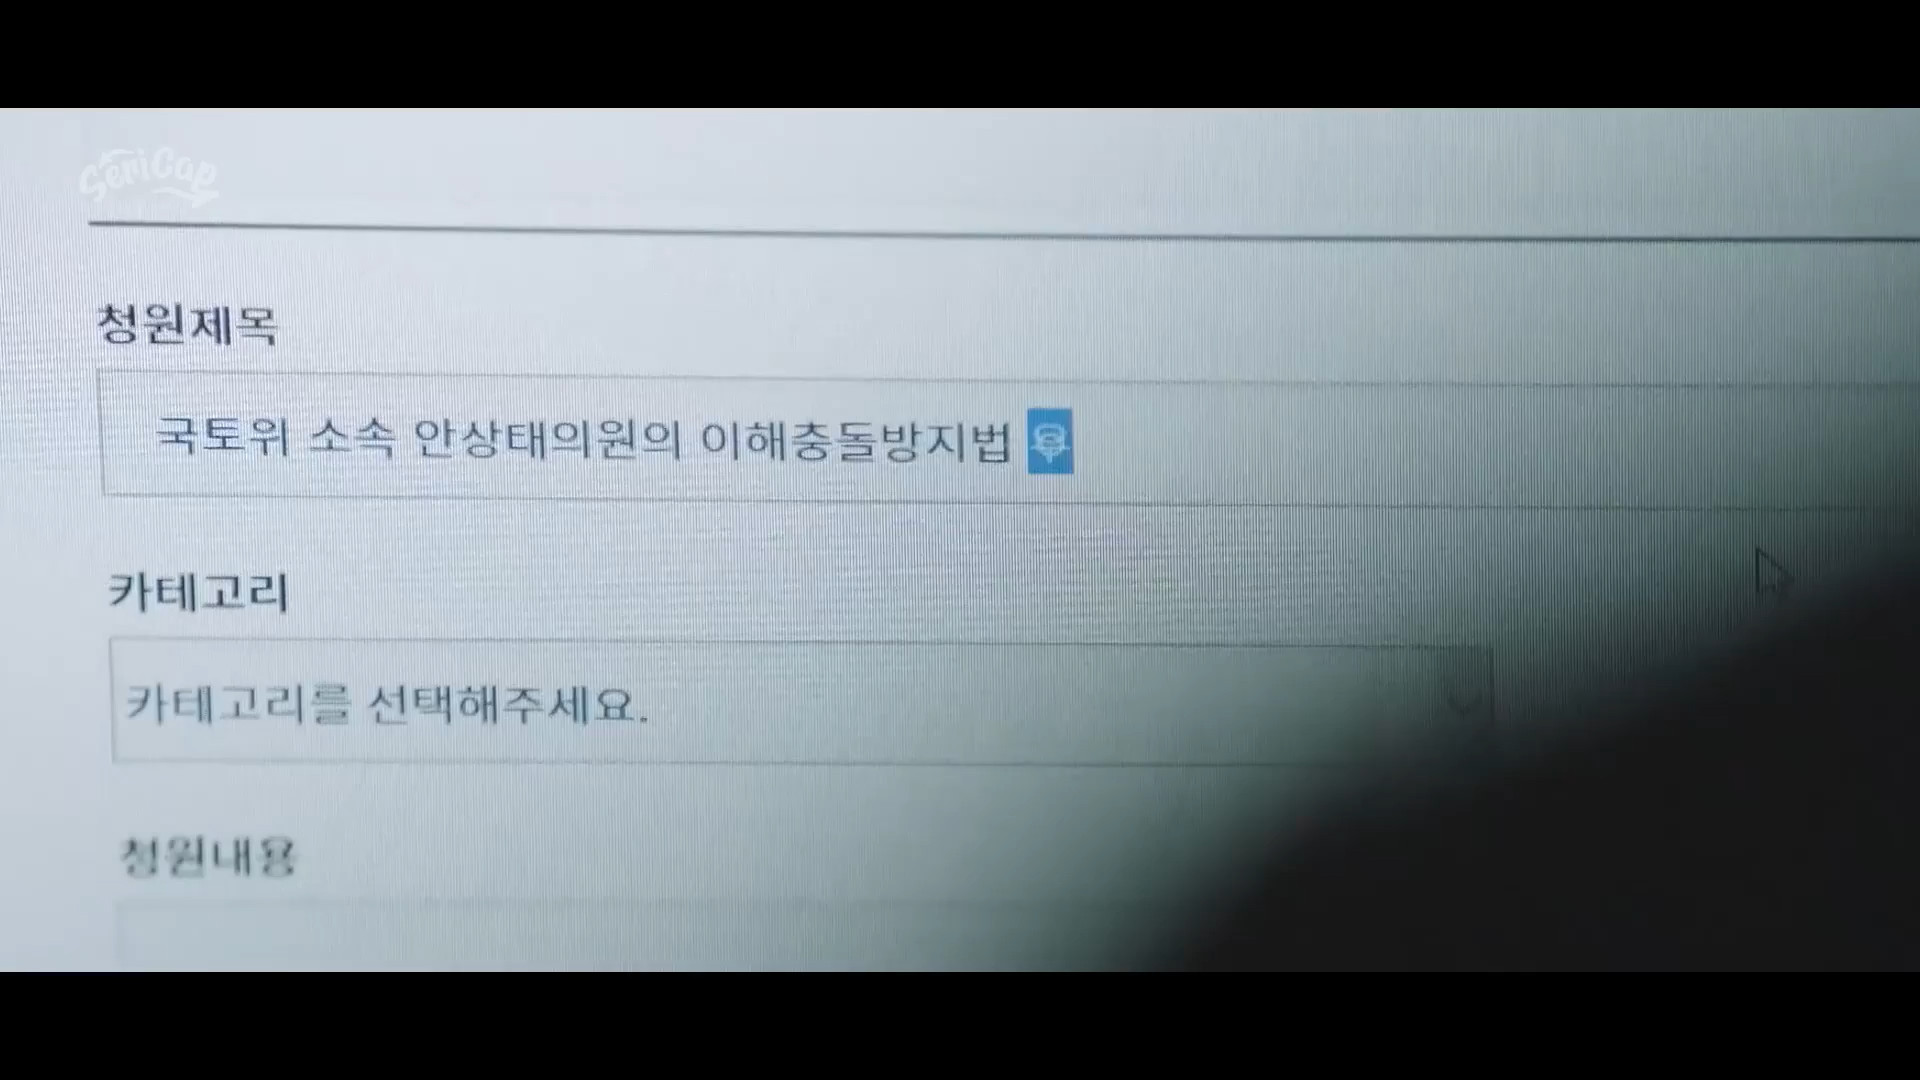 SeriCap
청원제목
국토위 소속 안상태의원의 이해충돌방지법
카테고리
카테고리를 선택해주세요.
청원내용